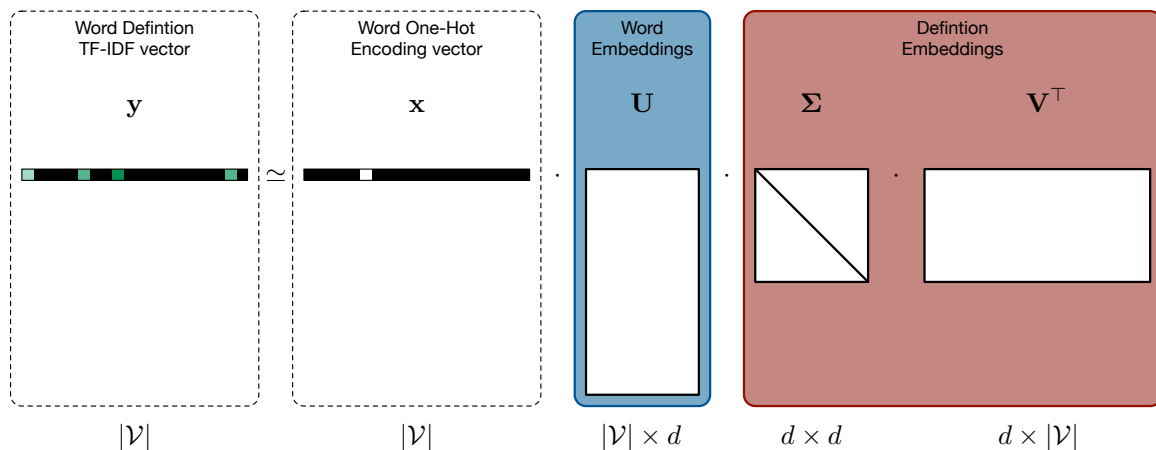 Word Defintion
TF-IDF vector
Word One-Hot
Encoding vector
Word
Embeddings
Defintion
Embeddings
y
x
U
Σ
V⊤
≃
·
·
·
|𝒱|
|𝒱|
|𝒱| × d
d × d
d × |𝒱|